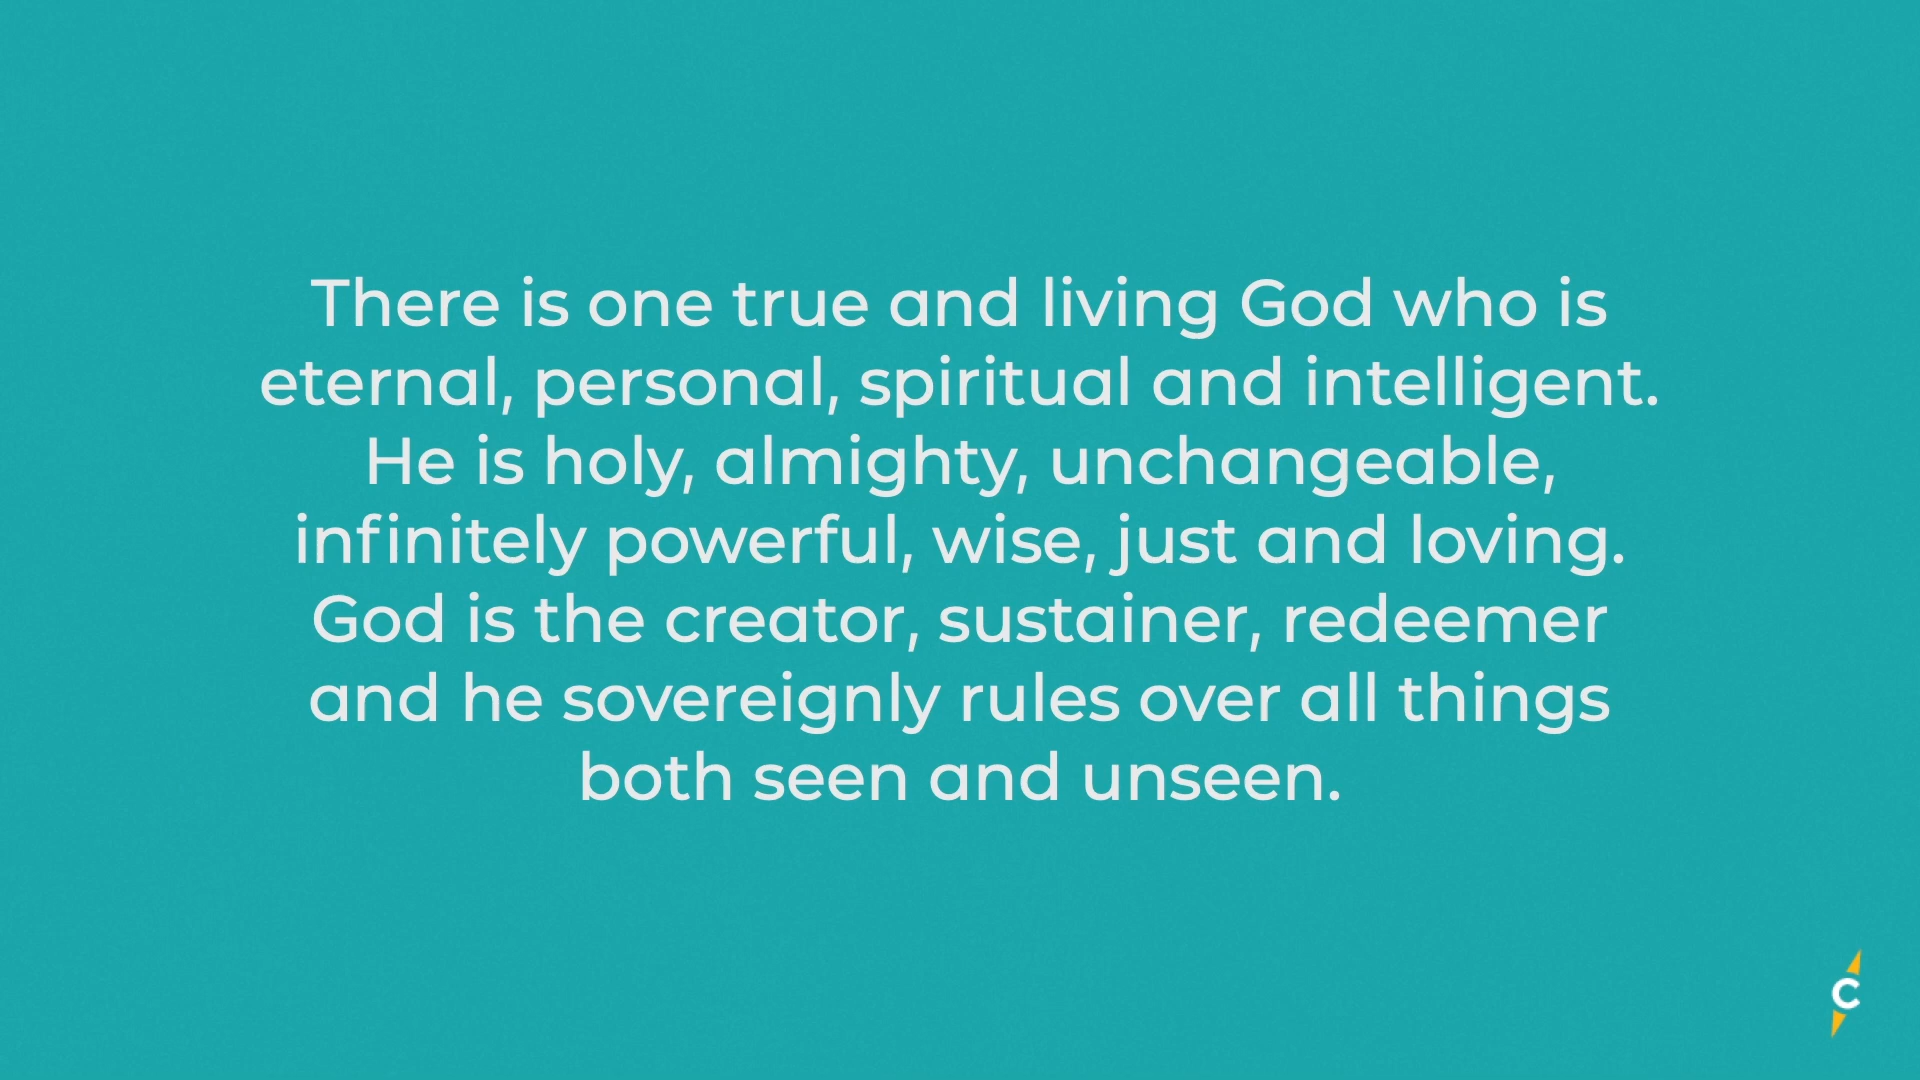 There is one true and living God who is
eternal, personal, spiritual and intelligent.
He is holy, almighty, unchangeable,
infinitely powerful, wise, just and loving.
God is the creator, sustainer, redeemer
and he sovereignly rules over all things
both seen and unseen.
C